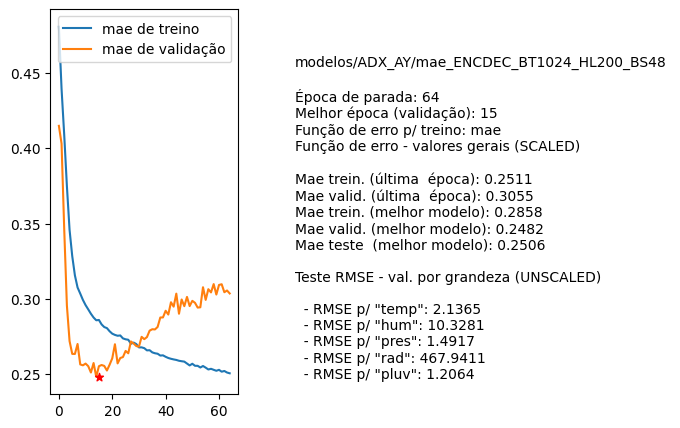 mae de treino
mae de validação
0.45
0.40
0.35
0.30
0.25
0 20 40 60
modelos/ADX_AY/mae_ENCDEC_BT1024_HL200_BS48
Época de parada: 64
Melhor época (validação): 15
Função de erro p/ treino: mae
Função de erro - valores gerais (SCALED)
Mae trein. (última  época): 0.2511
Mae valid. (última  época): 0.3055
Mae trein. (melhor modelo): 0.2858
Mae valid. (melhor modelo): 0.2482
Mae teste  (melhor modelo): 0.2506
Teste RMSE - val. por grandeza (UNSCALED)
- RMSE p/ "temp": 2.1365
- RMSE p/ "hum": 10.3281
- RMSE p/ "pres": 1.4917
- RMSE p/ "rad": 467.9411
- RMSE p/ "pluv": 1.2064